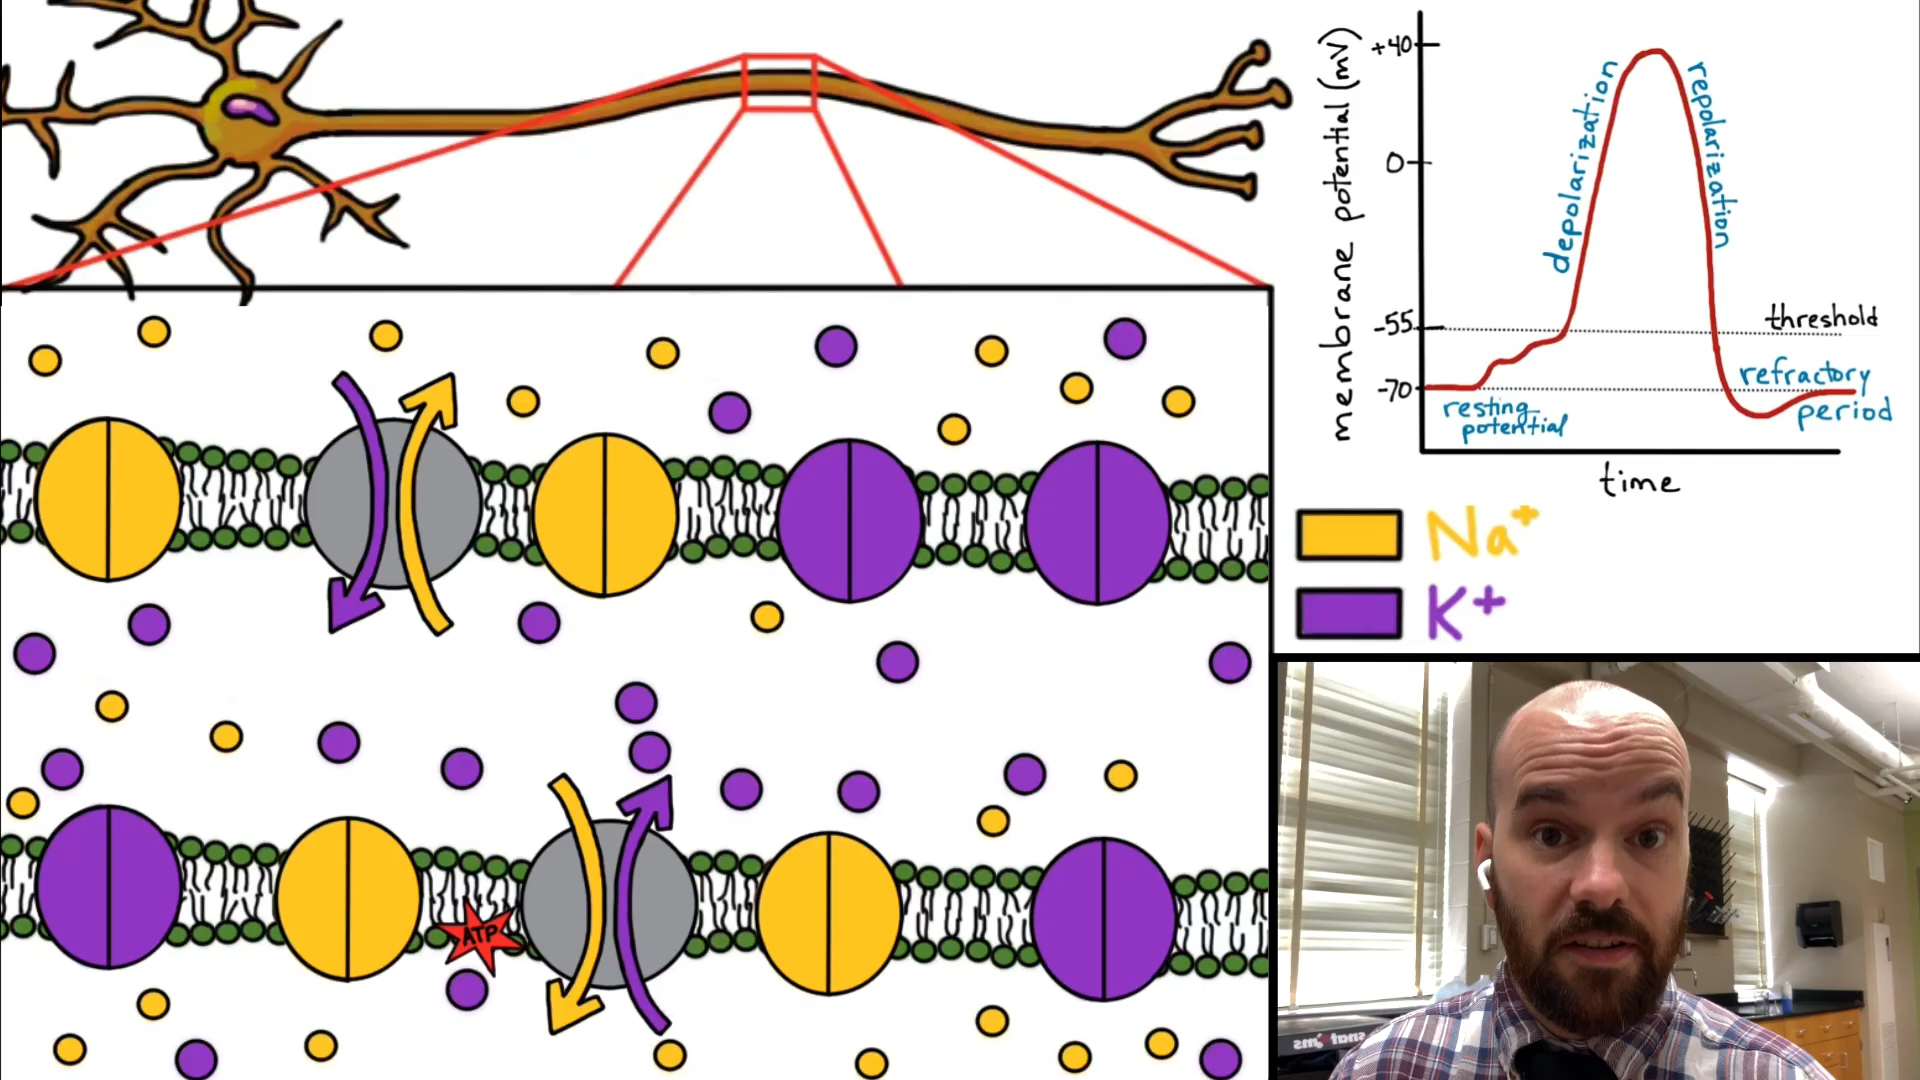 membrane potential (mV)
+40
0
-55
-70
depolarization
repolarization
threshold
refractory
period
resting
potential
time
Na+
K+
ATP